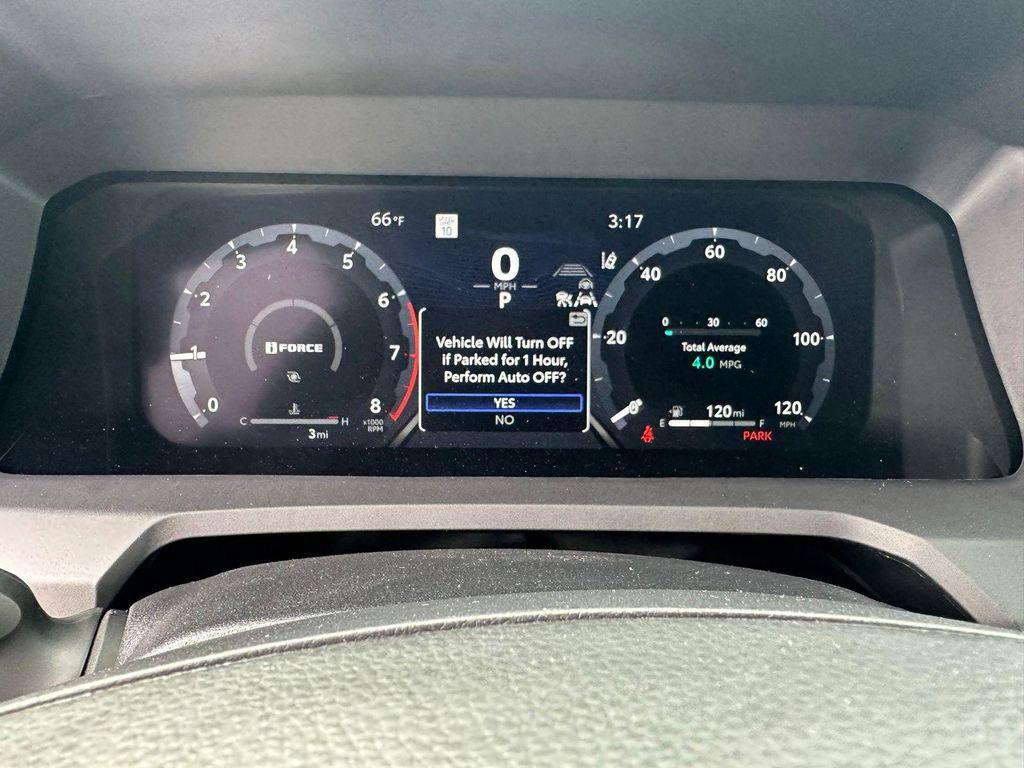 66°F
10
3:17
0
MPH
P
0
1
2
3
4
5
6
7
8
x1000
RPM
iFORCE
C
H
3mi
Vehicle Will Turn OFF
if Parked for 1 Hour,
Perform Auto OFF?
YES
NO
0
20
40
60
80
100
120
MPH
0 30 60
Total Average
4.0 MPG
E
F
120mi
PARK